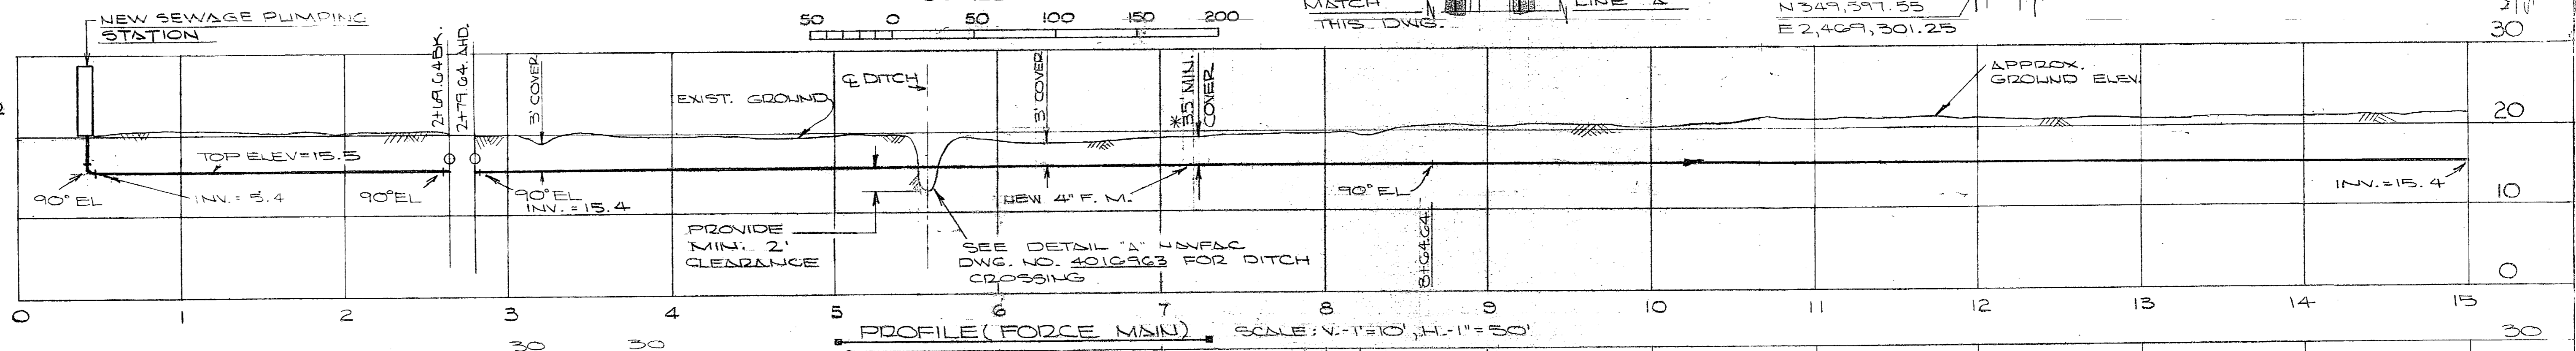 NEW SEWAGE PUMPING
STATION
50 0 50 100 150 200
MATCH
THIS DWG.
LINE A
N349,597.55
E 2,469,301.25
30
2+69.64BK.
2+79.64.AHD.
3' COVER
EXIST. GROUND
℄ DITCH
3' COVER
*3.5' MIN.
COVER
APPROX.
GROUND ELEV.
20
TOP ELEV=15.5
90° EL
INV.= 5.4
90°EL
90°EL
INV.=15.4
NEW 4" F. M.
90° EL
INV.=15.4
10
PROVIDE
MIN. 2'
CLEARANCE
SEE DETAIL "A" NAVFAC
DWG. NO. 4016963 FOR DITCH
CROSSING
8+64.64
0
0 1 2 3 4 5 6 7 8 9 10 11 12 13 14 15
PROFILE (FORCE MAIN) SCALE: V.-1"=10', H.-1"=50'
30 30 30